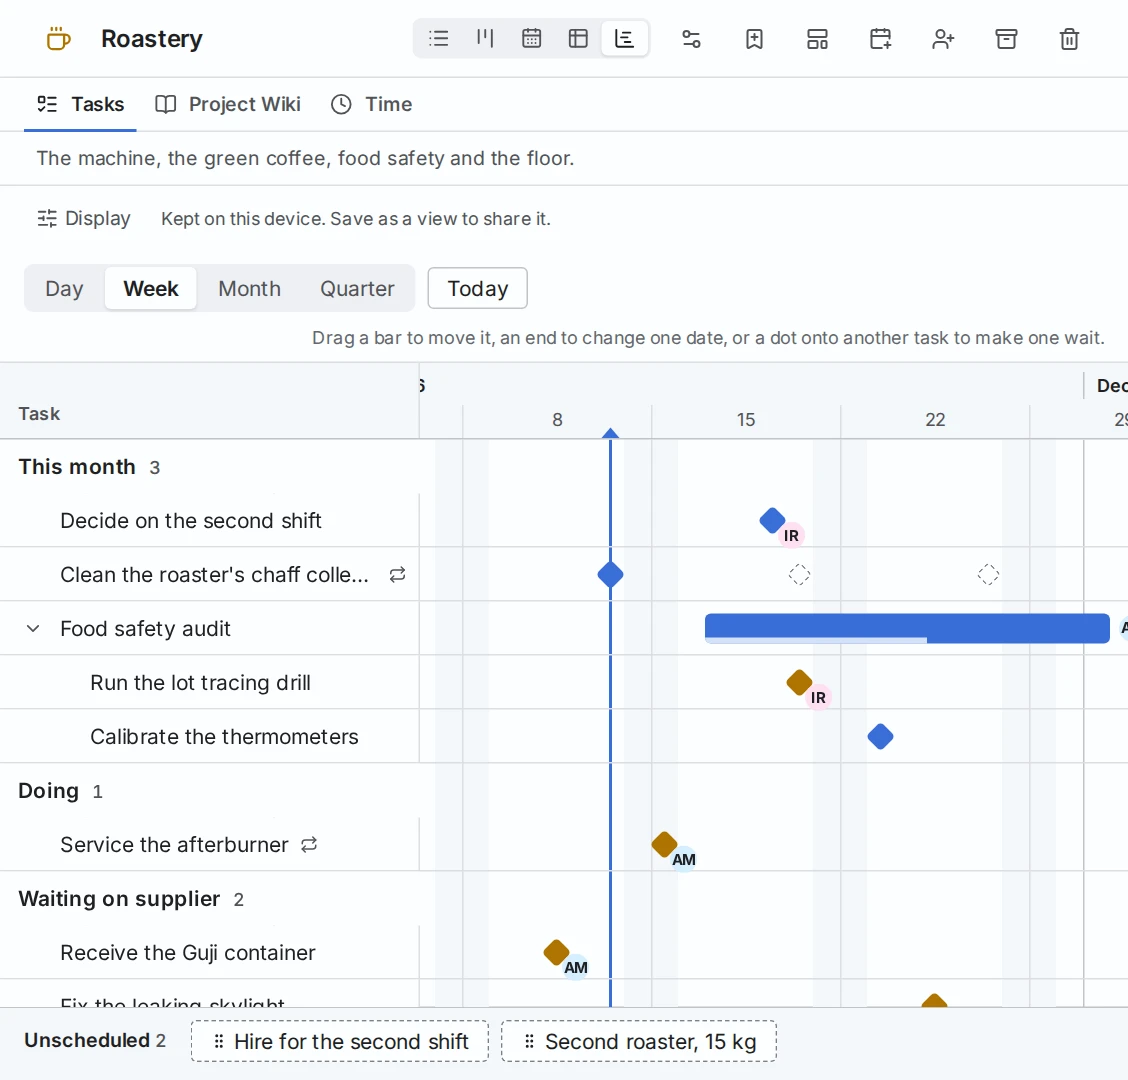 Roastery
Tasks
Project Wiki
Time
The machine, the green coffee, food safety and the floor.
Display
Kept on this device. Save as a view to share it.
Day
Week
Month
Quarter
Today
Drag a bar to move it, an end to change one date, or a dot onto another task to make one wait.
Task
8
15
22
This month 3
Decide on the second shift
IR
Clean the roaster's chaff colle...
Food safety audit
Run the lot tracing drill
IR
Calibrate the thermometers
Doing 1
Service the afterburner
AM
Waiting on supplier 2
Receive the Guji container
AM
Fix the leaking skylight
Unscheduled 2
Hire for the second shift
Second roaster, 15 kg